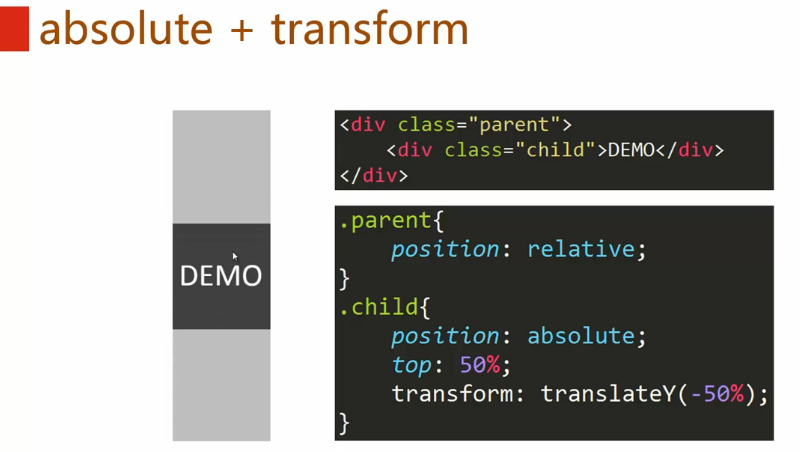 absolute + transform
<div class="parent">
<div class="child">DEMO</div>
</div>
DEMO
.parent{
position: relative;
}
.child{
position: absolute;
top: 50%;
transform: translateY(-50%);
}